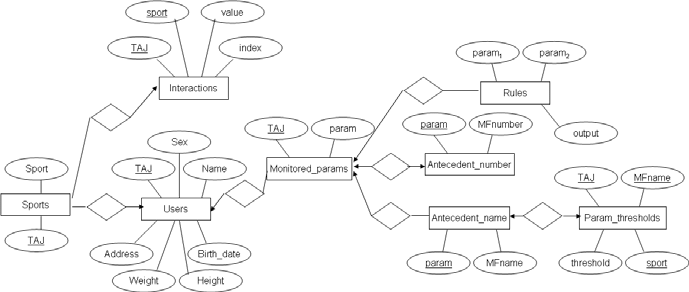 sport
value
TAJ
index
Interactions
param1
param2
Rules
output
Sex
TAJ
Name
TAJ
param
Monitored_params
param
MFnumber
Antecedent_number
Sport
Sports
TAJ
Users
Address
Birth_date
Weight
Height
Antecedent_name
param
MFname
TAJ
MFname
Param_thresholds
threshold
sport